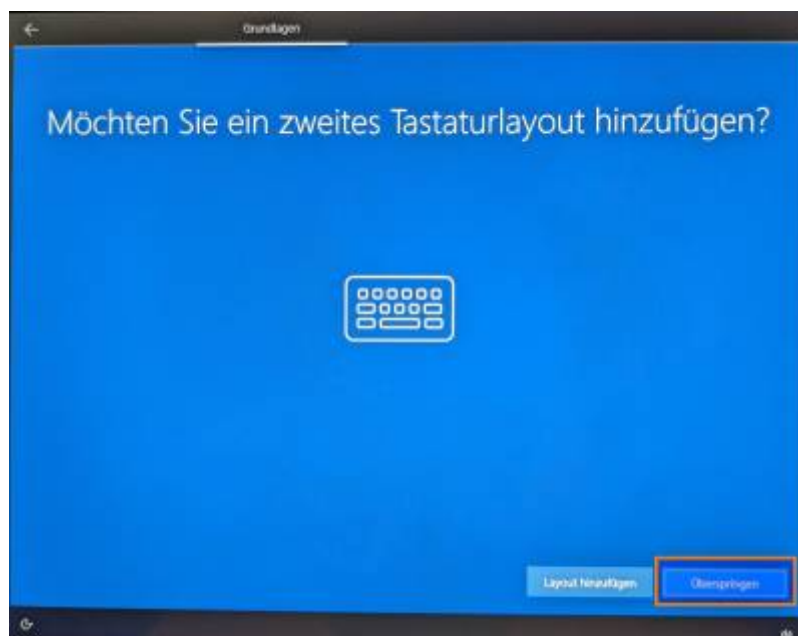 Grundlagen
Möchten Sie ein zweites Tastaturlayout hinzufügen?
Layout hinzufügen
Überspringen